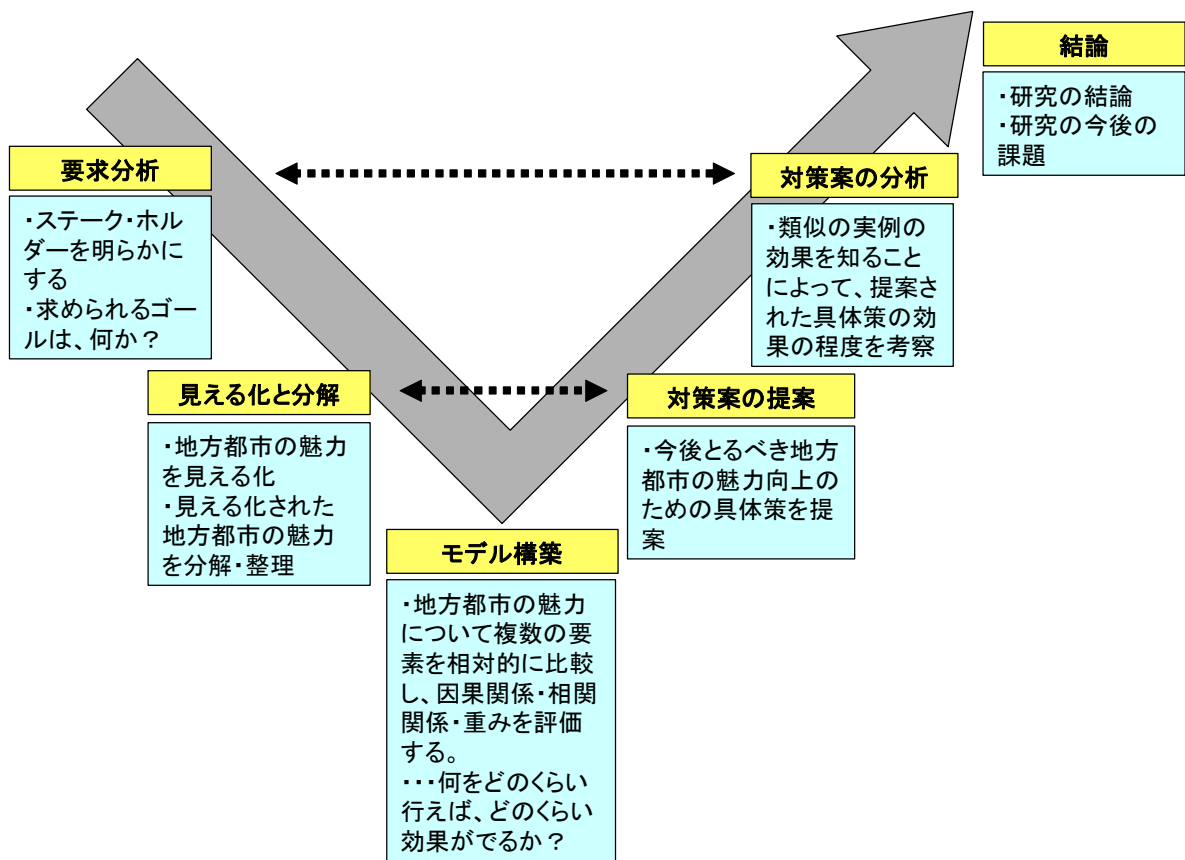 要求分析
・ステーク・ホル
ダーを明らかに
する
・求められるゴー
ルは、何か？
見える化と分解
・地方都市の魅力
を見える化
・見える化された
地方都市の魅力
を分解・整理
モデル構築
・地方都市の魅力
について複数の要
素を相対的に比較
し、因果関係・相関
関係・重みを評価
する。
・・・何をどのくらい
行えば、どのくらい
効果がでるか？
対策案の提案
・今後とるべき地方
都市の魅力向上の
ための具体策を提
案
対策案の分析
・類似の実例の
効果を知ること
によって、提案さ
れた具体策の効
果の程度を考察
結論
・研究の結論
・研究の今後の
課題